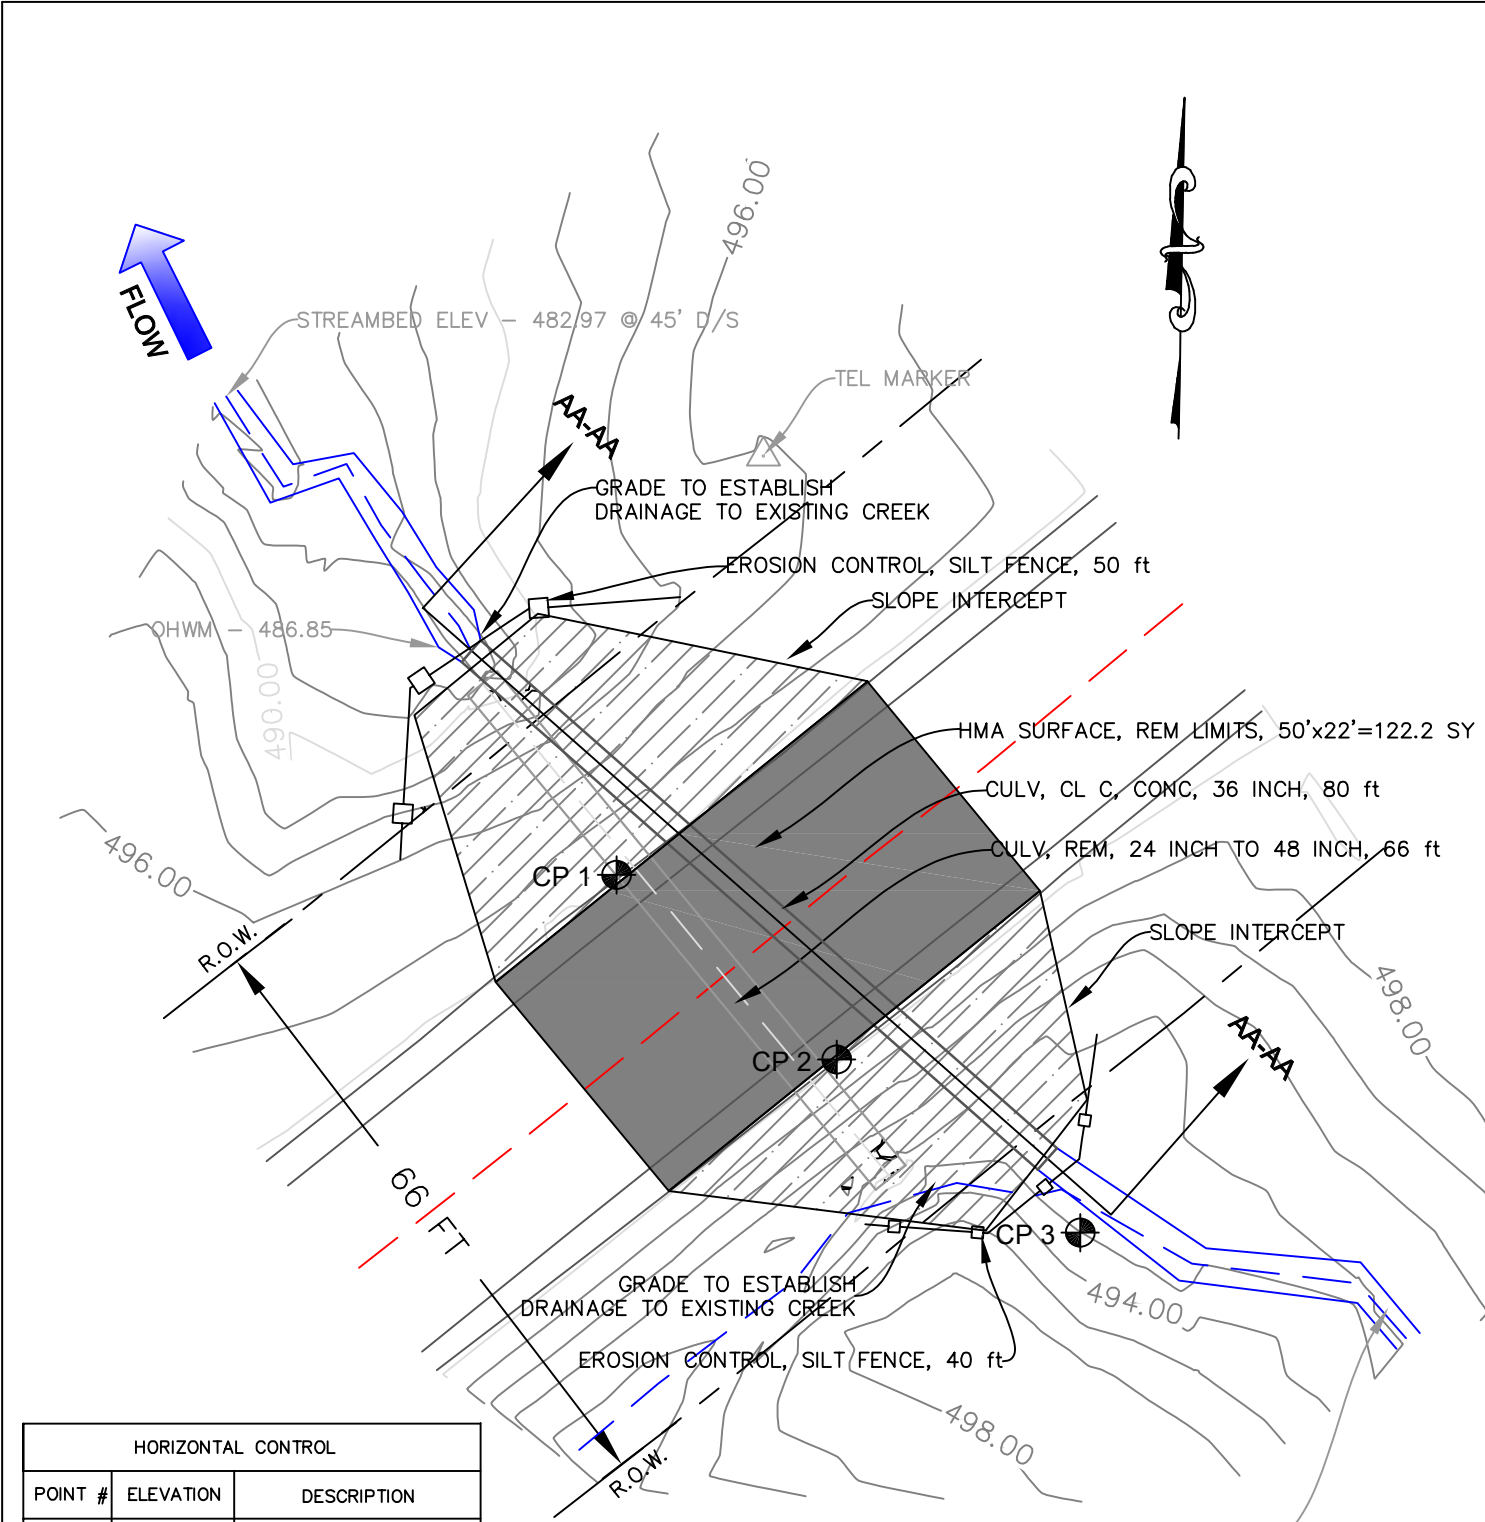 496.00
FLOW
STREAMBED ELEV - 482.97 @ 45' D/S
TEL MARKER
AA-AA
GRADE TO ESTABLISH
DRAINAGE TO EXISTING CREEK
EROSION CONTROL, SILT FENCE, 50 ft
SLOPE INTERCEPT
OHWM - 486.85
490.00
HMA SURFACE, REM LIMITS, 50'x22'=122.2 SY
CULV, CL C, CONC, 36 INCH, 80 ft
CULV, REM, 24 INCH TO 48 INCH, 66 ft
496.00
CP 1
R.O.W.
SLOPE INTERCEPT
498.00
AA-AA
CP 2
66 FT
CP 3
GRADE TO ESTABLISH
DRAINAGE TO EXISTING CREEK
494.00
EROSION CONTROL, SILT FENCE, 40 ft
498.00
R.O.W.
HORIZONTAL CONTROL
POINT # ELEVATION DESCRIPTION